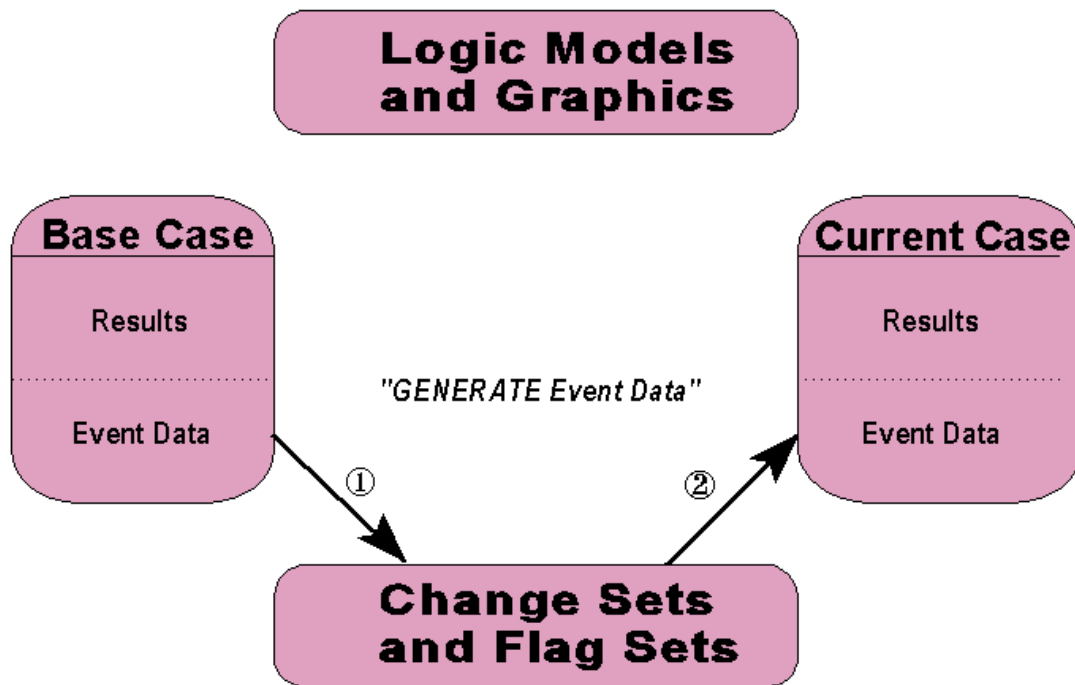 Logic Models
and Graphics
Base Case
Results
Event Data
Current Case
Results
Event Data
"GENERATE Event Data"
①
②
Change Sets
and Flag Sets